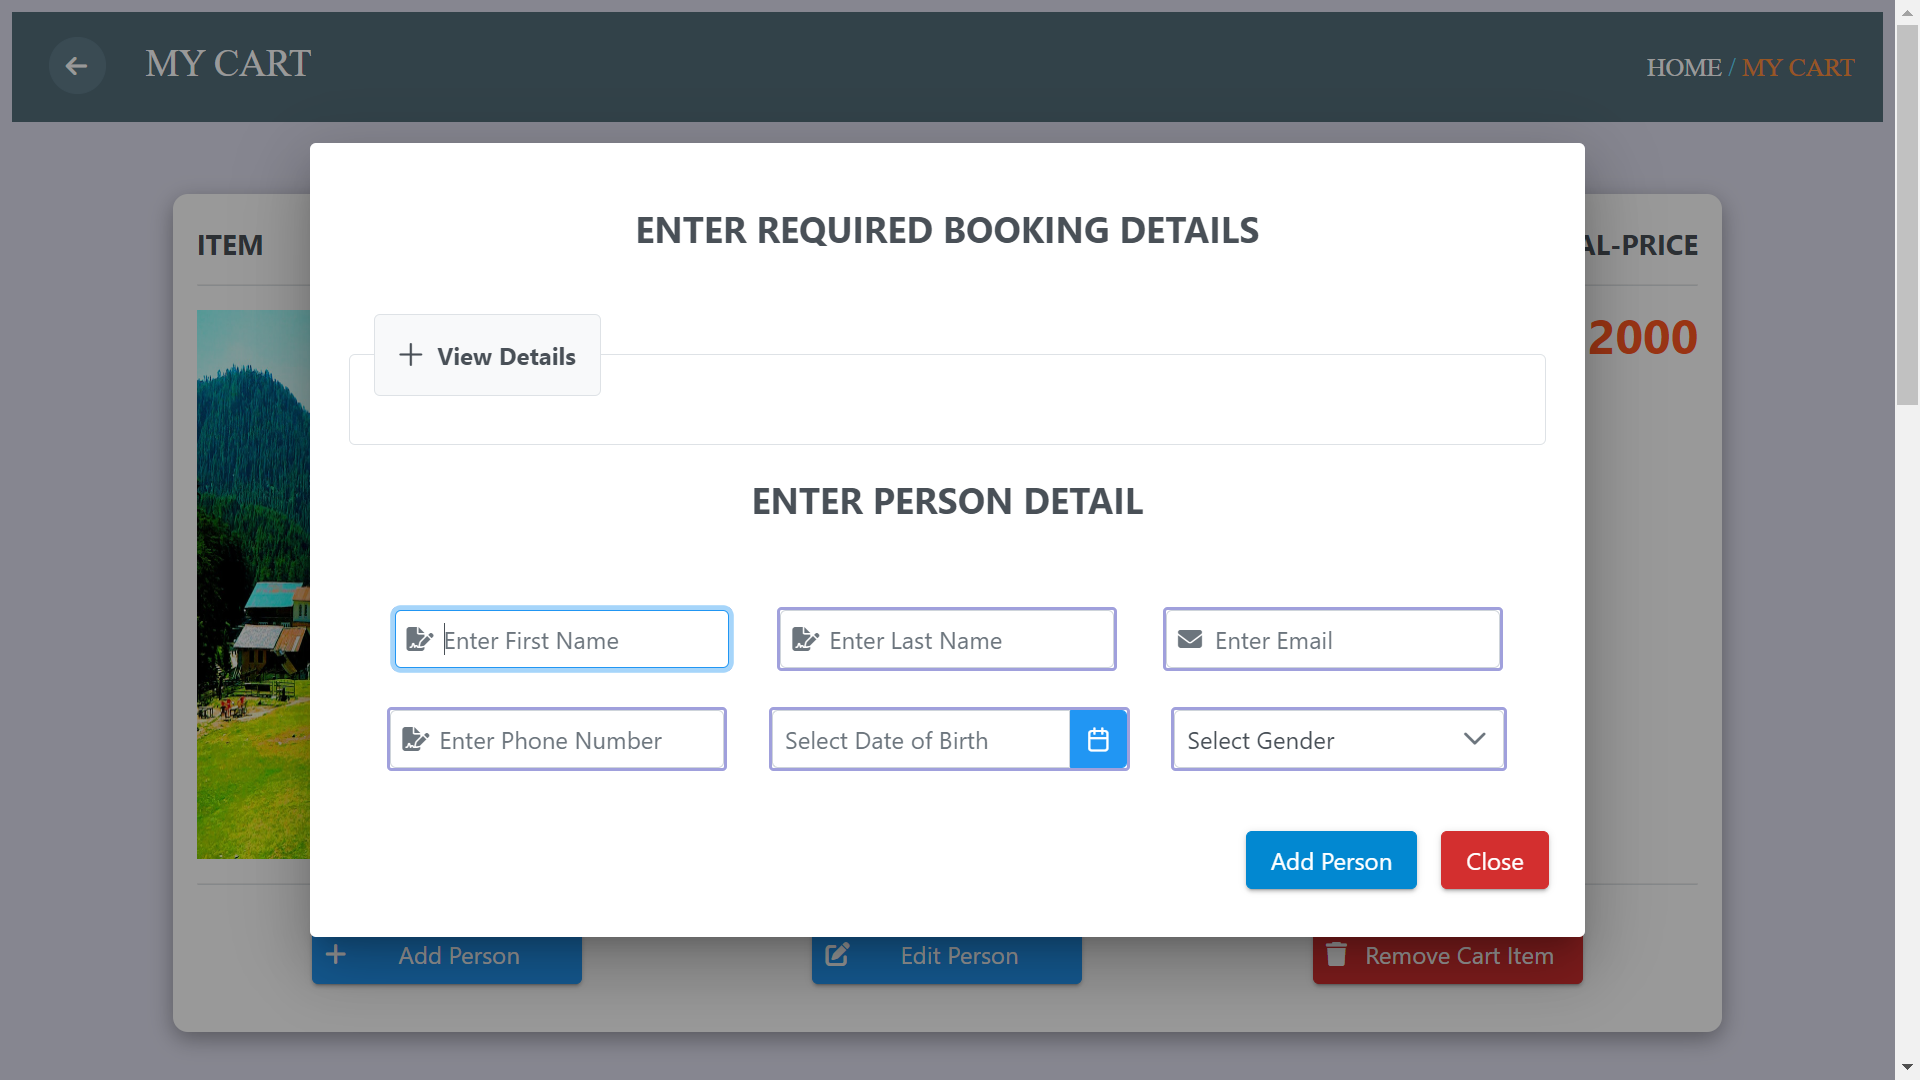 MY CART
HOME / MY CART
ENTER REQUIRED BOOKING DETAILS
ITEM
AL-PRICE
2000
View Details
ENTER PERSON DETAIL
Enter First Name
Enter Last Name
Enter Email
Enter Phone Number
Select Date of Birth
Select Gender
Add Person
Close
Add Person
Edit Person
Remove Cart Item